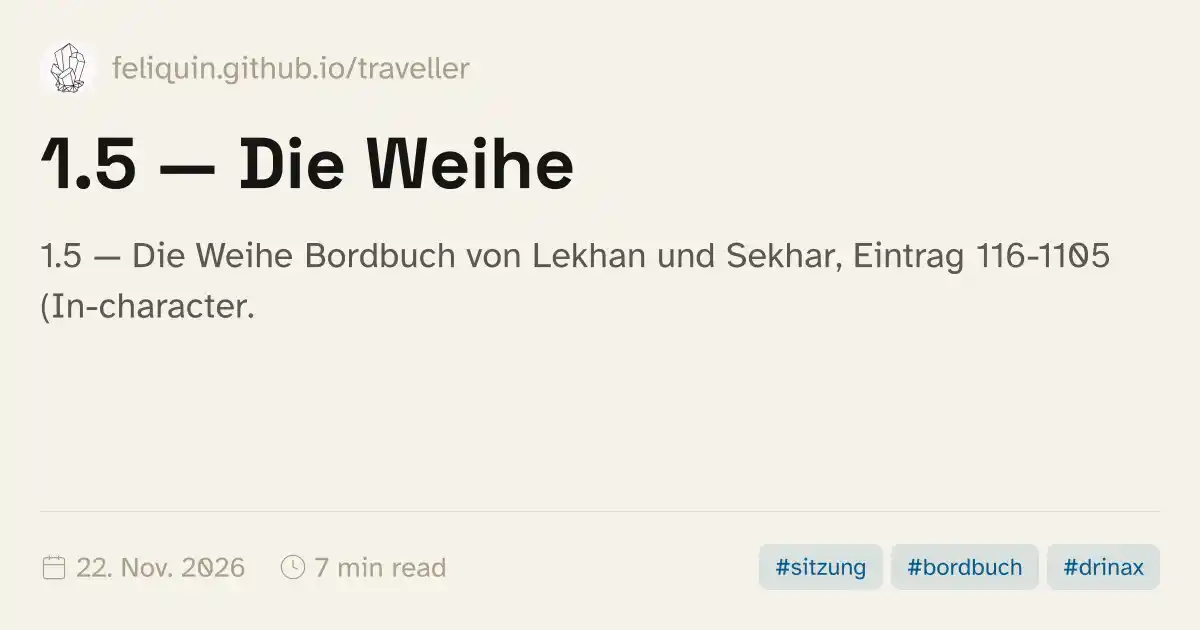 feliquin.github.io/traveller
1.5 — Die Weihe
1.5 — Die Weihe Bordbuch von Lekhan und Sekhar, Eintrag 116-1105
(In-character.
22. Nov. 2026 7 min read #sitzung #bordbuch #drinax